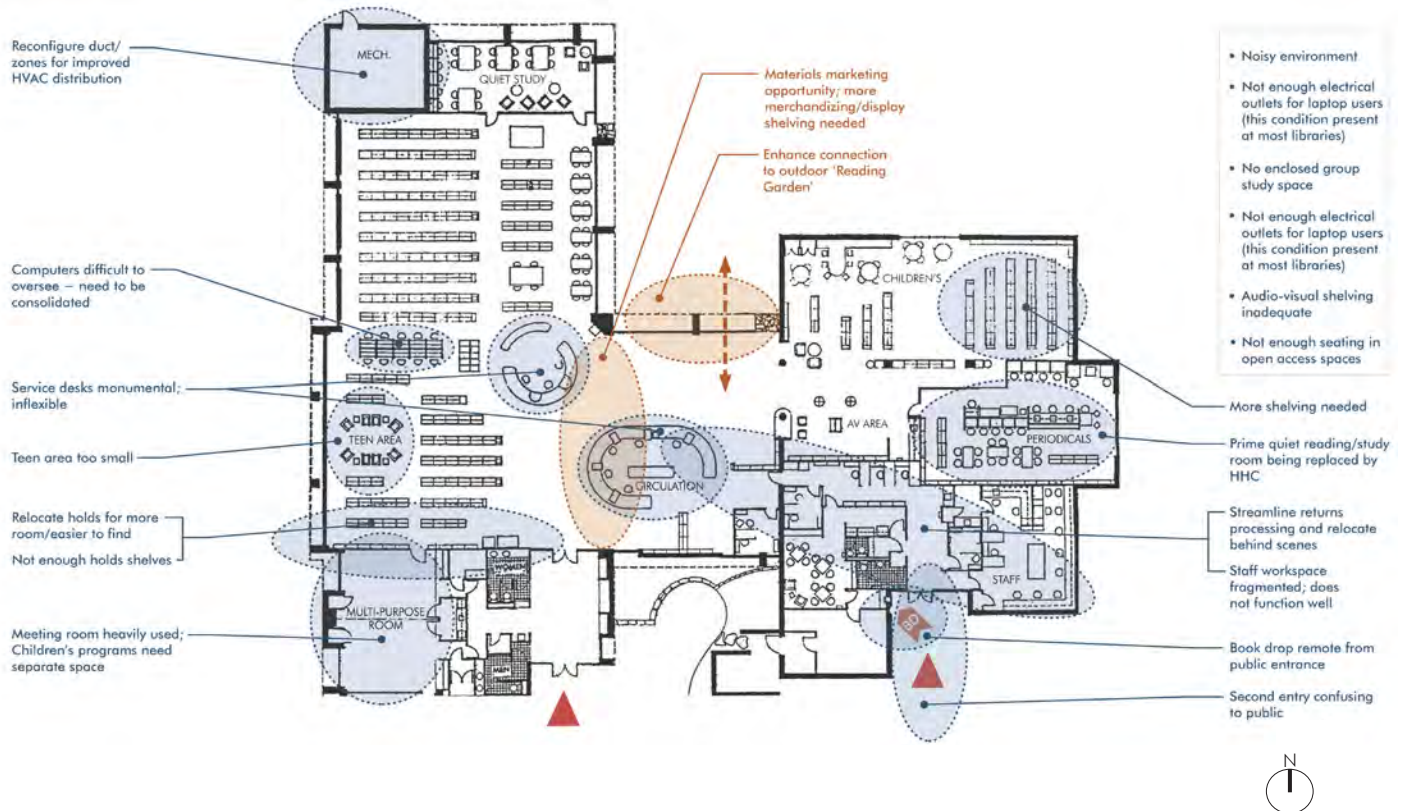 Reconfigure duct/
zones for improved
HVAC distribution
Computers difficult to
oversee – need to be
consolidated
Service desks monumental;
inflexible
Teen area too small
Relocate holds for more
room/easier to find
Not enough holds shelves
Meeting room heavily used;
Children's programs need
separate space
MECH.
QUIET STUDY
Materials marketing
opportunity; more
merchandizing/display
shelving needed
Enhance connection
to outdoor 'Reading
Garden'
CHILDREN'S
TEEN AREA
AV AREA
PERIODICALS
CIRCULATION
WOMEN
MULTI-PURPOSE
ROOM
MEN
STAFF
BD
• Noisy environment
• Not enough electrical
outlets for laptop users
(this condition present
at most libraries)
• No enclosed group
study space
• Not enough electrical
outlets for laptop users
(this condition present
at most libraries)
• Audio-visual shelving
inadequate
• Not enough seating in
open access spaces
More shelving needed
Prime quiet reading/study
room being replaced by
HHC
Streamline returns
processing and relocate
behind scenes
Staff workspace
fragmented; does
not function well
Book drop remote from
public entrance
Second entry confusing
to public
N